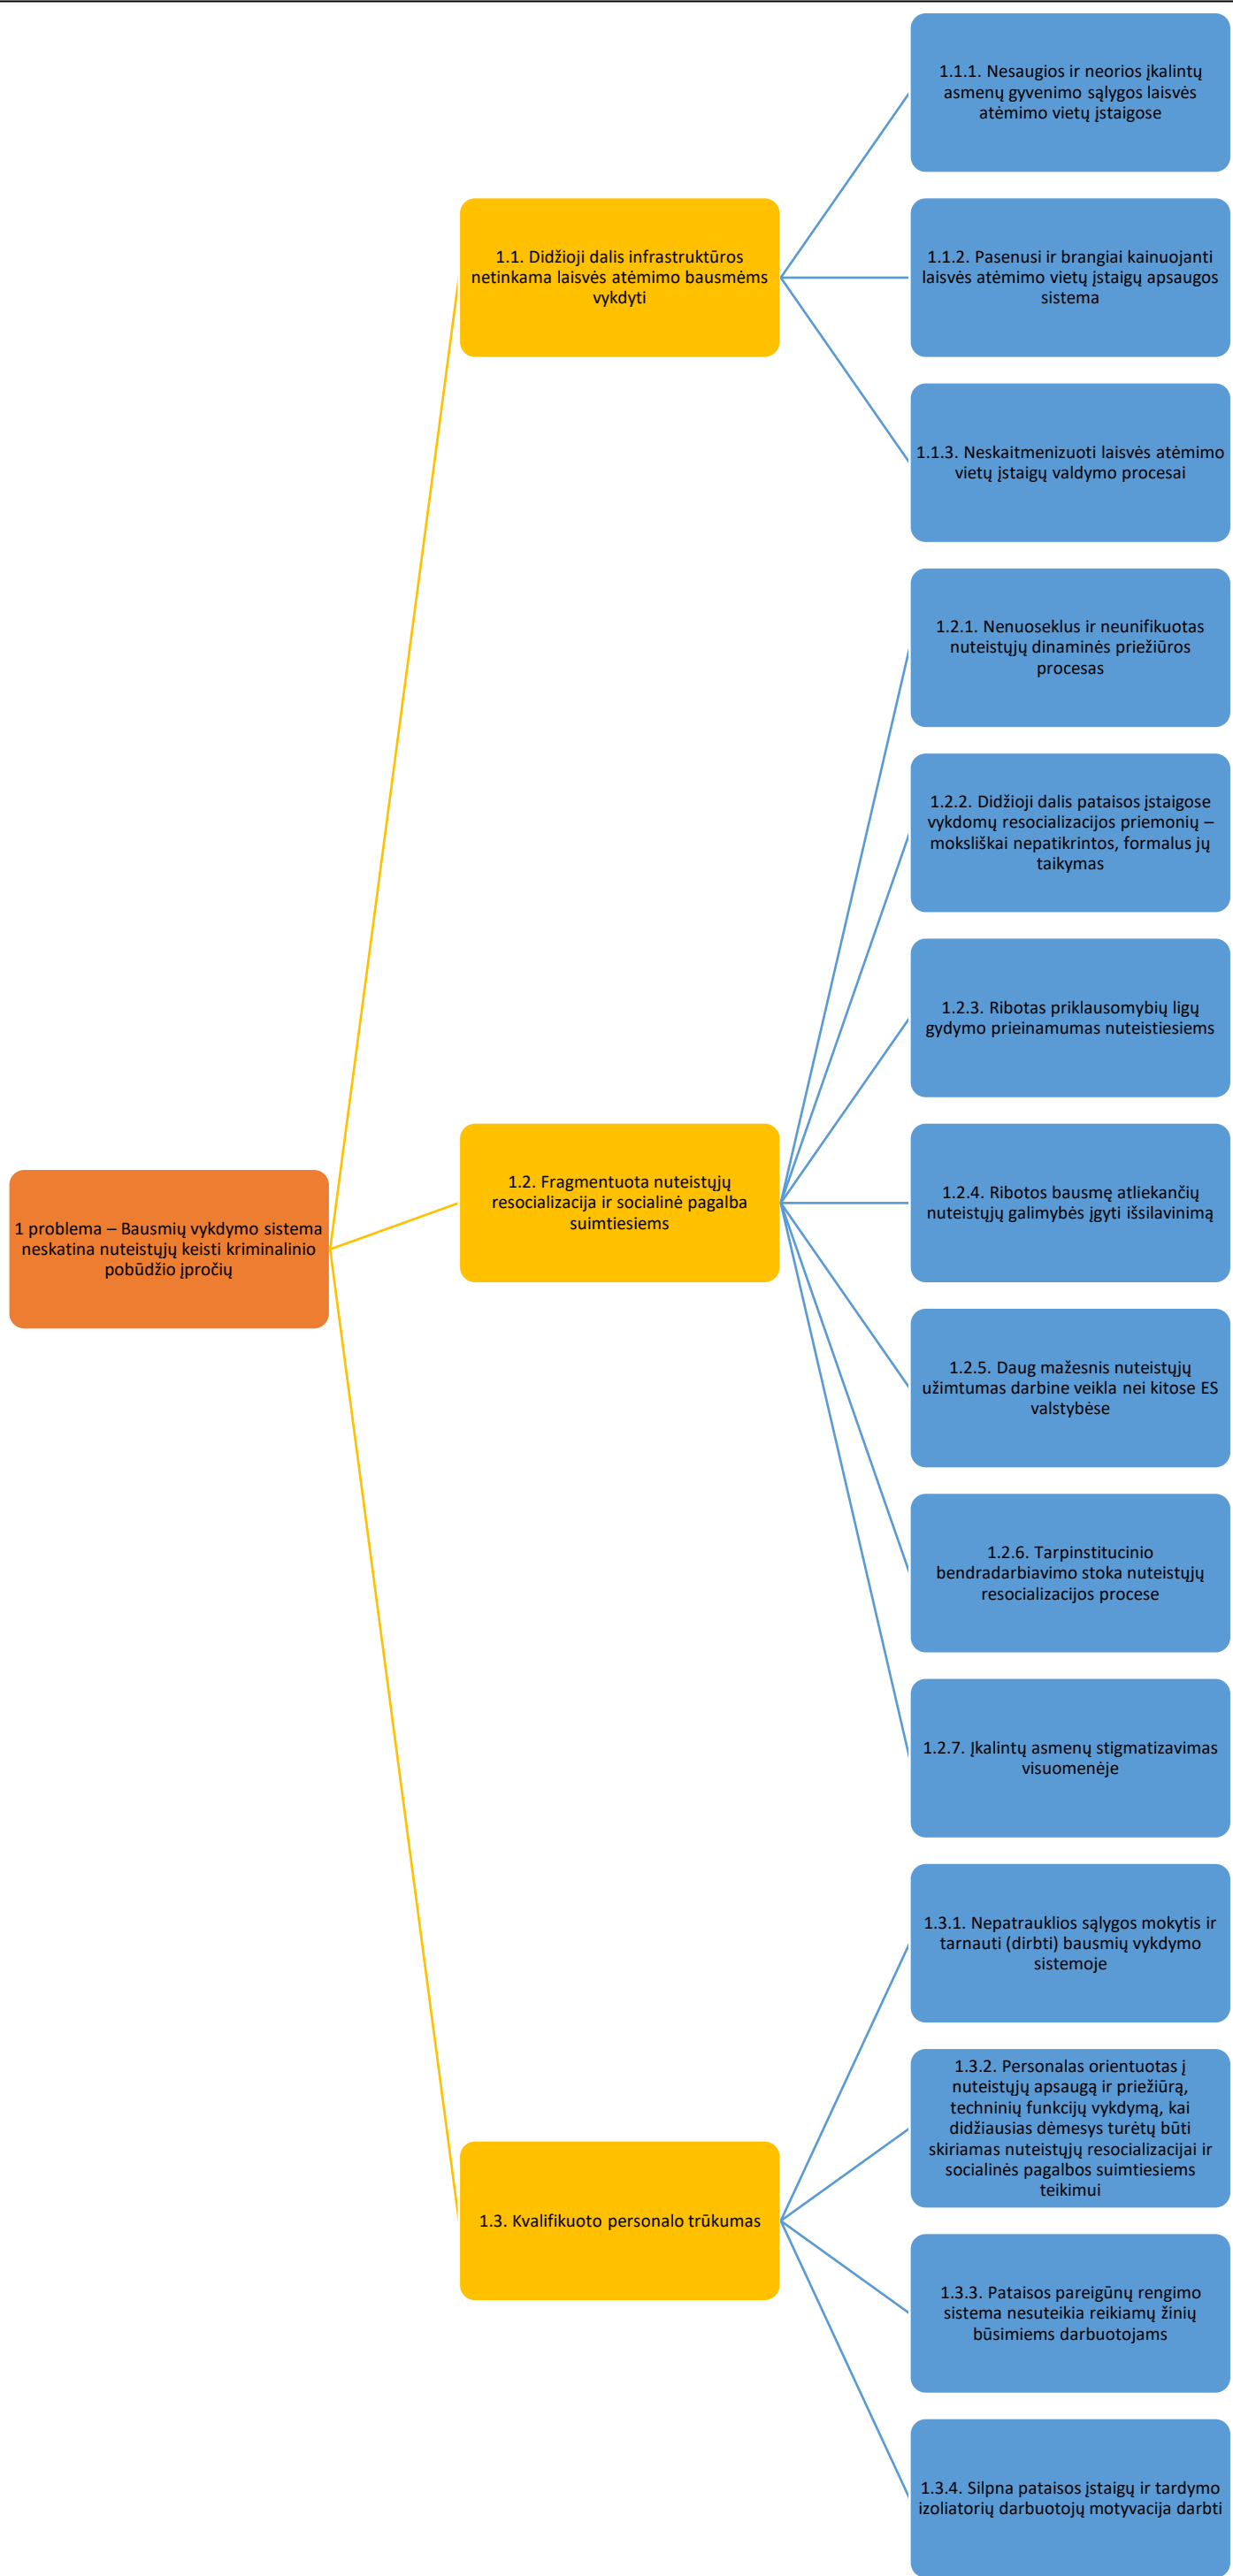 1 problema – Bausmių vykdymo sistema
neskatina nuteistųjų keisti kriminalinio
pobūdžio įpročių
1.1. Didžioji dalis infrastruktūros
netinkama laisvės atėmimo bausmėms
vykdyti
1.1.1. Nesaugios ir neorios įkalintų
asmenų gyvenimo sąlygos laisvės
atėmimo vietų įstaigose
1.1.2. Pasenusi ir brangiai kainuojanti
laisvės atėmimo vietų įstaigų apsaugos
sistema
1.1.3. Neskaitmenizuoti laisvės atėmimo
vietų įstaigų valdymo procesai
1.2. Fragmentuota nuteistųjų
resocializacija ir socialinė pagalba
suimtiesiems
1.2.1. Nenuoseklus ir neunifikuotas
nuteistųjų dinaminės priežiūros
procesas
1.2.2. Didžioji dalis pataisos įstaigose
vykdomų resocializacijos priemonių –
moksliškai nepatikrintos, formalus jų
taikymas
1.2.3. Ribotas priklausomybių ligų
gydymo prieinamumas nuteistiesiems
1.2.4. Ribotos bausmę atliekančių
nuteistųjų galimybės įgyti išsilavinimą
1.2.5. Daug mažesnis nuteistųjų
užimtumas darbine veikla nei kitose ES
valstybėse
1.2.6. Tarpinstitucinio
bendradarbiavimo stoka nuteistųjų
resocializacijos procese
1.2.7. Įkalintų asmenų stigmatizavimas
visuomenėje
1.3. Kvalifikuoto personalo trūkumas
1.3.1. Nepatrauklios sąlygos mokytis ir
tarnauti (dirbti) bausmių vykdymo
sistemoje
1.3.2. Personalas orientuotas į
nuteistųjų apsaugą ir priežiūrą,
techninių funkcijų vykdymą, kai
didžiausias dėmesys turėtų būti
skiriamas nuteistųjų resocializacijai ir
socialinės pagalbos suimtiesiems
teikimui
1.3.3. Pataisos pareigūnų rengimo
sistema nesuteikia reikiamų žinių
būsimiems darbuotojams
1.3.4. Silpna pataisos įstaigų ir tardymo
izoliatorių darbuotojų motyvacija darbti